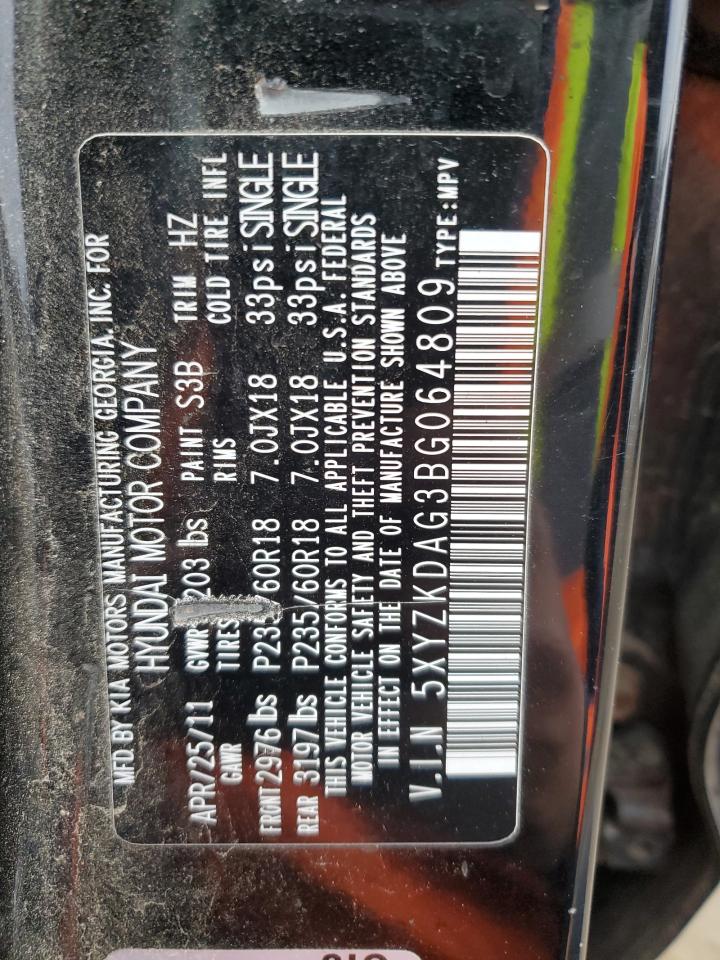 MFD. BY KIA MOTORS MANUFACTURING GEORGIA. INC. FOR
HYUNDAI MOTOR COMPANY
APR/25/11 GVWR 203 lbs PAINT S3B TRIM HZ
GAWR TIRES RIMS COLD TIRE INFL
FRONT 2976 lbs P235/60R18 7.0JX18 33psi SINGLE
REAR 3197 lbs P235/60R18 7.0JX18 33psi SINGLE
THIS VEHICLE CONFORMS TO ALL APPLICABLE U.S.A. FEDERAL
MOTOR VEHICLE SAFETY AND THEFT PREVENTION STANDARDS
IN EFFECT ON THE DATE OF MANUFACTURE SHOWN ABOVE
V.I.N 5XYZKDAG3BG064809 TYPE:MPV